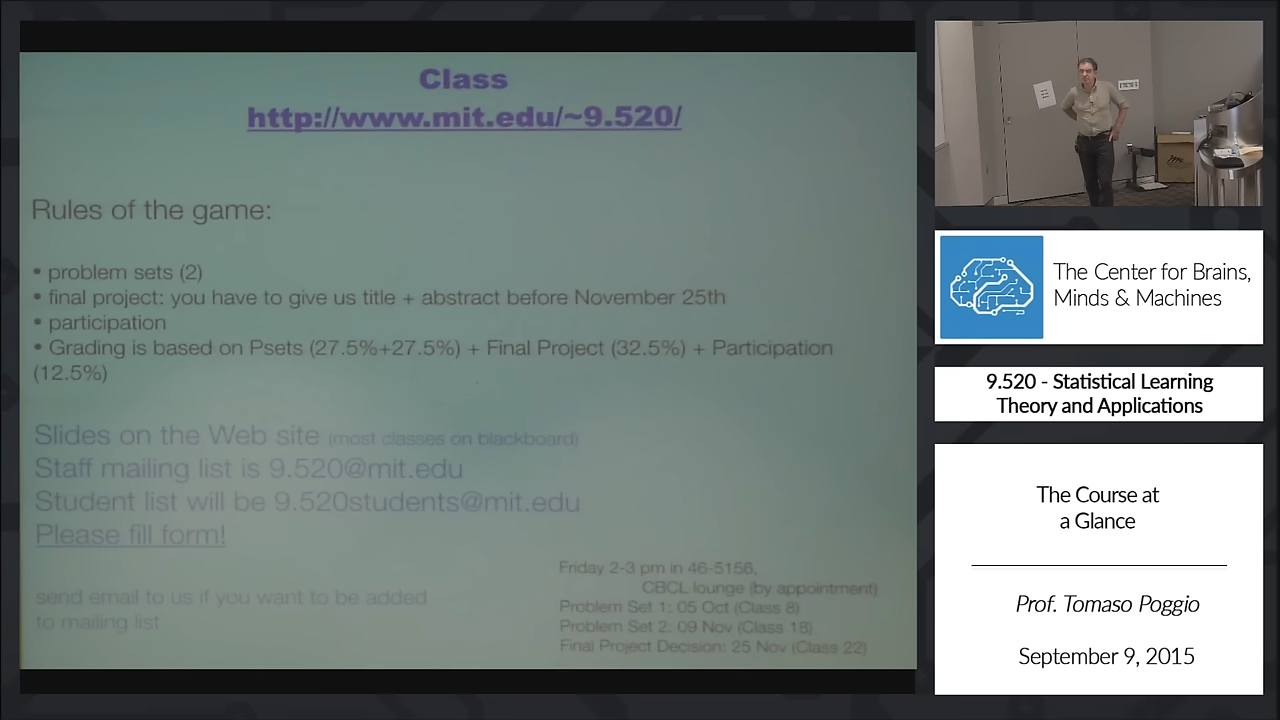 Class
http://www.mit.edu/~9.520/
Rules of the game:
• problem sets (2)
• final project: you have to give us title + abstract before November 25th
• participation
• Grading is based on Psets (27.5%+27.5%) + Final Project (32.5%) + Participation
(12.5%)
Slides on the Web site (most classes on blackboard)
Staff mailing list is 9.520@mit.edu
Student list will be 9.520students@mit.edu
Please fill form!
send email to us if you want to be added
to mailing list
Friday 2-3 pm in 46-5156,
CBCL lounge (by appointment)
Problem Set 1: 05 Oct (Class 8)
Problem Set 2: 09 Nov (Class 18)
Final Project Decision: 25 Nov (Class 22)
The Center for Brains,
Minds & Machines
9.520 - Statistical Learning
Theory and Applications
The Course at
a Glance
Prof. Tomaso Poggio
September 9, 2015